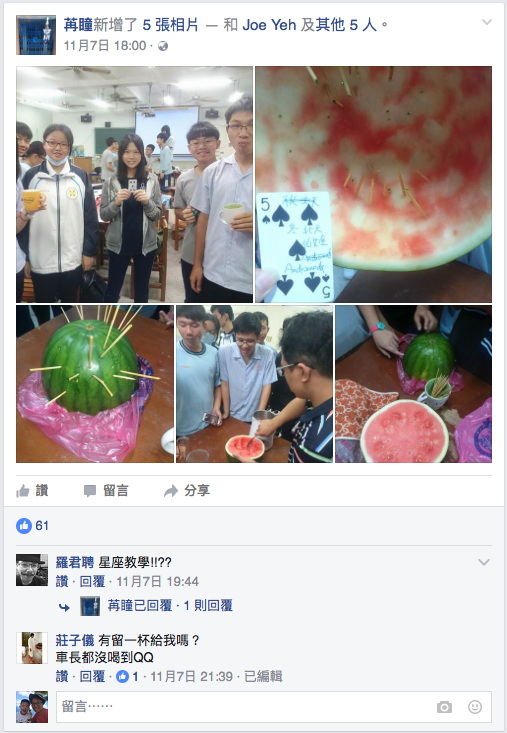 苒瞳新增了 5 張相片 — 和 Joe Yeh 及其他 5 人。
11月7日 18:00 ·
5
Andromeda
5
讚 留言 分享
61
羅君聘 星座教學!!??
讚 · 回覆 · 11月7日 19:44
苒瞳已回覆 · 1 則回覆
莊子儀 有留一杯給我嗎？
車長都沒喝到QQ
讚 · 回覆 · 1 · 11月7日 21:39 · 已編輯
留言⋯⋯